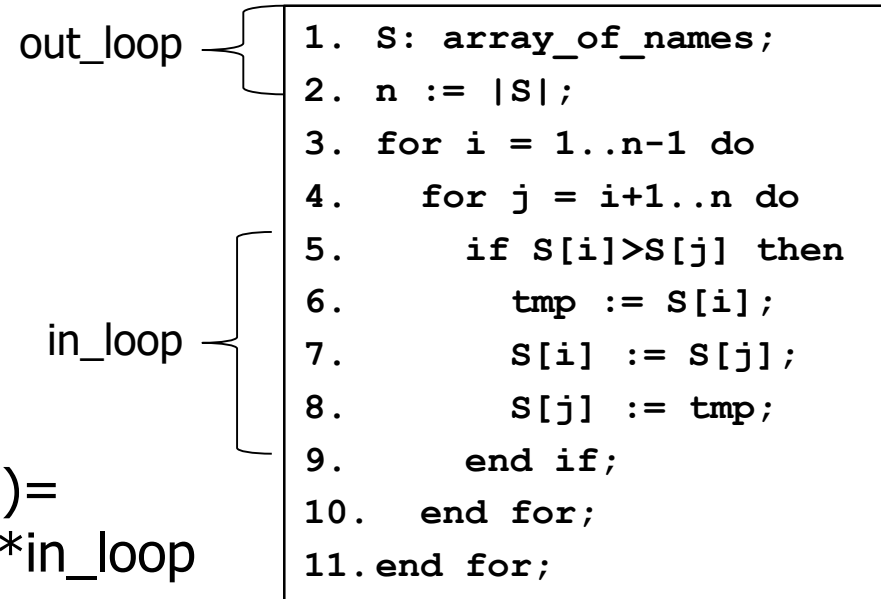 out_loop
1. S: array_of_names;
2. n := |S|;
3. for i = 1..n-1 do
4. for j = i+1..n do
5. if S[i]>S[j] then
in_loop
6. tmp := S[i];
7. S[i] := S[j];
8. S[j] := tmp;
9. end if;
10. end for;
11. end for;
)=
*in_loop